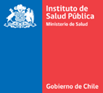 Instituto de
Salud Pública
Ministerio de Salud
Gobierno de Chile